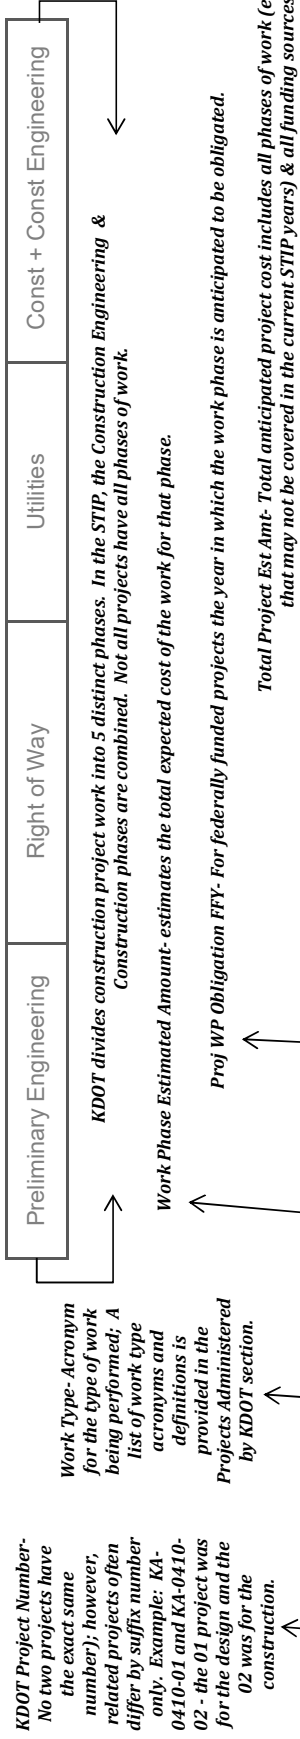 Preliminary Engineering
Right of Way
Utilities
Const + Const Engineering
KDOT divides construction project work into 5 distinct phases. In the STIP, the Construction Engineering &
Construction phases are combined. Not all projects have all phases of work.
Work Phase Estimated Amount- estimates the total expected cost of the work for that phase.
Proj WP Obligation FFY- For federally funded projects the year in which the work phase is anticipated to be obligated.
Total Project Est Amt- Total anticipated project cost includes all phases of work (e
that may not be covered in the current STIP years) & all funding sources
Work Type- Acronym
for the type of work
being performed; A
list of work type
acronyms and
definitions is
provided in the
Projects Administered
by KDOT section.
KDOT Project Number-
No two projects have
the exact same
number); however,
related projects often
differ by suffix number
only. Example: KA-
0410-01 and KA-0410-
02 - the 01 project was
for the design and the
02 was for the
construction.